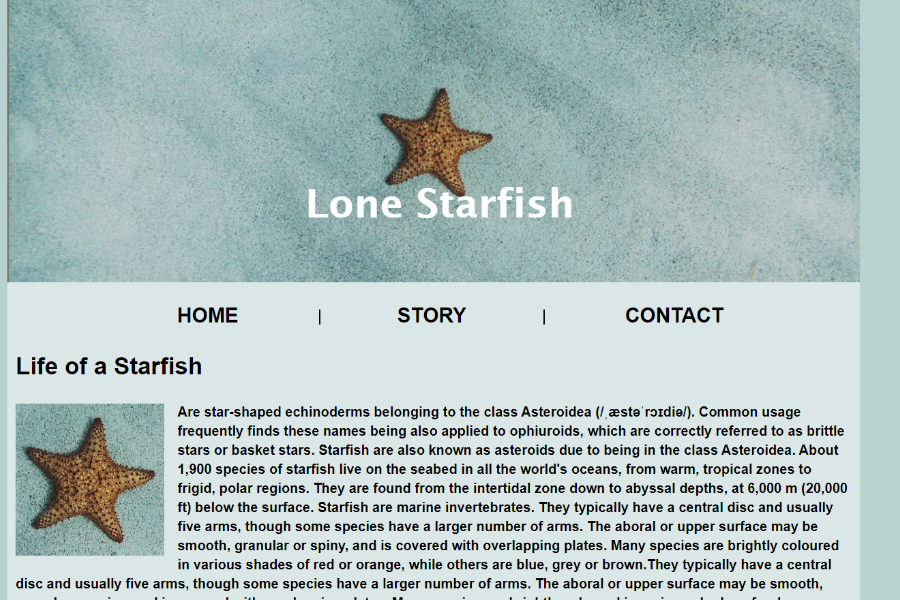 Lone Starfish
HOME | STORY | CONTACT
Life of a Starfish
Are star-shaped echinoderms belonging to the class Asteroidea (/ˌæstəˈrɔɪdiə/). Common usage
frequently finds these names being also applied to ophiuroids, which are correctly referred to as brittle
stars or basket stars. Starfish are also known as asteroids due to being in the class Asteroidea. About
1,900 species of starfish live on the seabed in all the world's oceans, from warm, tropical zones to
frigid, polar regions. They are found from the intertidal zone down to abyssal depths, at 6,000 m (20,000
ft) below the surface. Starfish are marine invertebrates. They typically have a central disc and usually
five arms, though some species have a larger number of arms. The aboral or upper surface may be
smooth, granular or spiny, and is covered with overlapping plates. Many species are brightly coloured
in various shades of red or orange, while others are blue, grey or brown.They typically have a central
disc and usually five arms, though some species have a larger number of arms. The aboral or upper surface may be smooth,